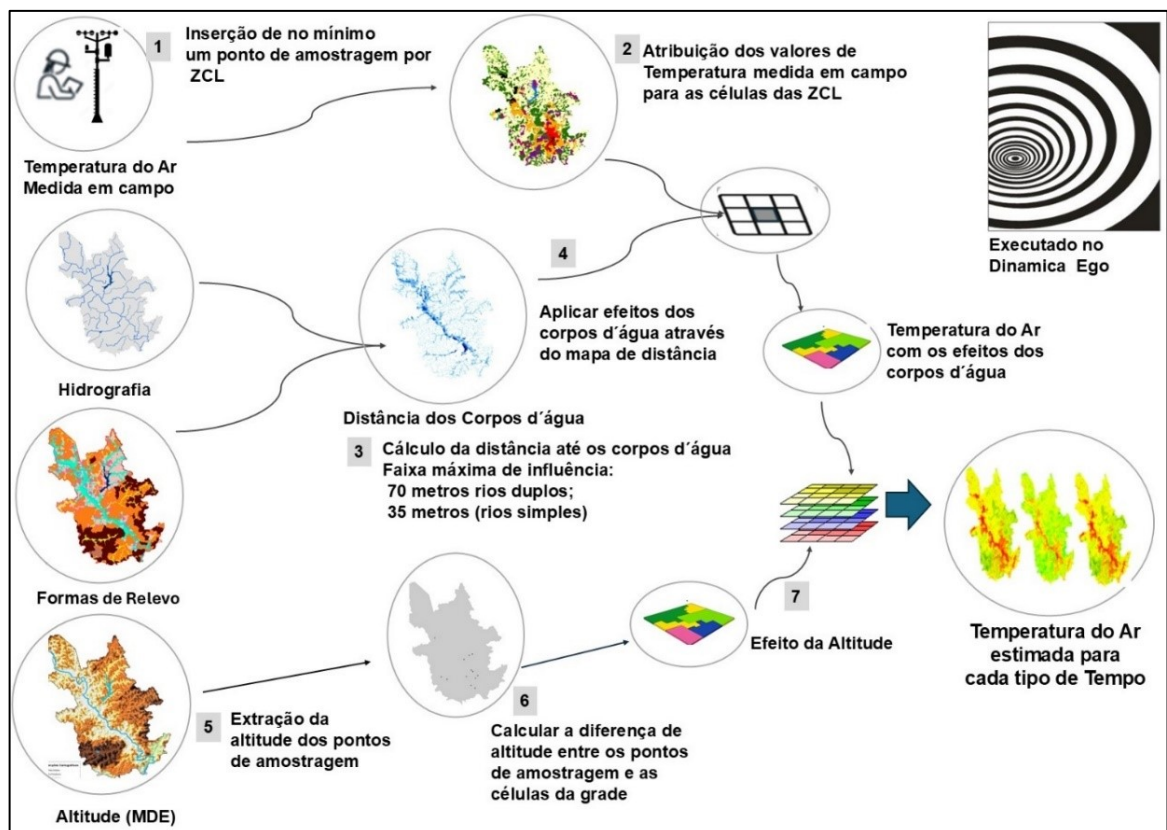 1
Inserção de no mínimo
um ponto de amostragem por
ZCL
Temperatura do Ar
Medida em campo
2
Atribuição dos valores de
Temperatura medida em campo
para as células das ZCL
Executado no
Dinamica Ego
Hidrografia
4
Aplicar efeitos dos
corpos d´água através
do mapa de distância
Temperatura do Ar
com os efeitos dos
corpos d´água
Distância dos Corpos d´água
3
Cálculo da distância até os corpos d´água
Faixa máxima de influência:
70 metros rios duplos;
35 metros (rios simples)
Formas de Relevo
5
Extração da
altitude dos pontos
de amostragem
Altitude (MDE)
6
Calcular a diferença de
altitude entre os pontos
de amostragem e as
células da grade
7
Efeito da Altitude
Temperatura do Ar
estimada para
cada tipo de Tempo